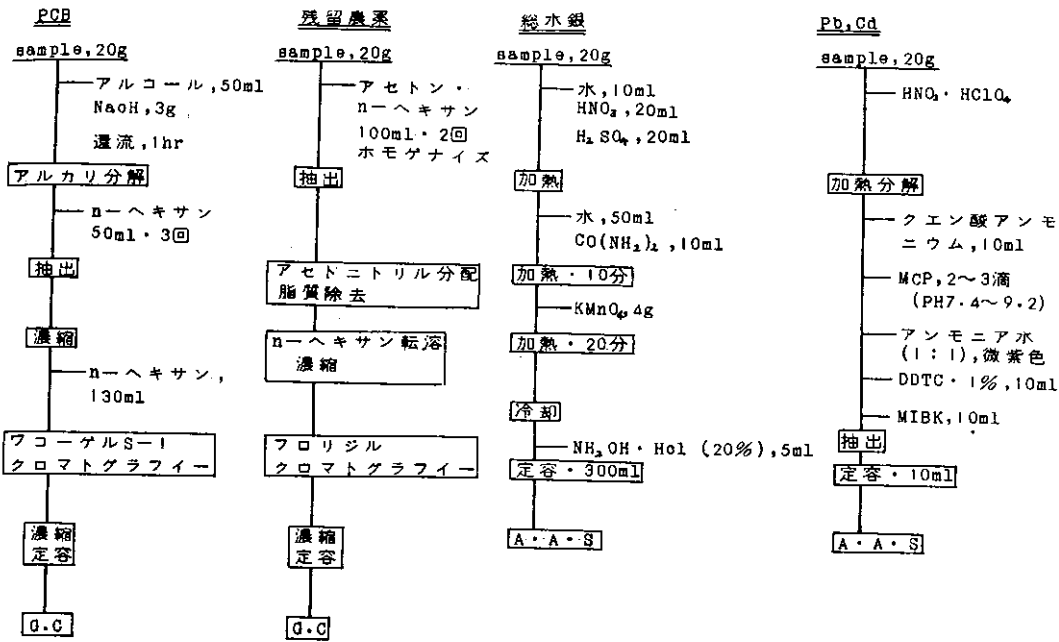 PCB
sample,20g
アルコール,50ml
NaOH,3g
還流,1hr
アルカリ分解
n－ヘキサン
50ml・3回
抽出
濃縮
n－ヘキサン,
130ml
ワコーゲルS－1
クロマトグラフイー
濃縮
定容
G.C
残留農薬
sample,20g
アセトン・
n－ヘキサン
100ml・2回
ホモゲナイズ
抽出
アセトニトリル分配
脂質除去
n－ヘキサン転溶
濃縮
フロリジル
クロマトグラフイー
濃縮
定容
G.C
総水銀
sample,20g
水,10ml
HNO₃,20ml
H₂SO₄,20ml
加熱
水,50ml
CO(NH₂)₂,10ml
加熱・10分
KMnO₄,4g
加熱・20分
冷却
NH₂OH・Hcl (20%),5ml
定容・300ml
A・A・S
Pb,Cd
sample,20g
HNO₃・HClO₄
加熱分解
クエン酸アンモ
ニウム,10ml
MCP,2～3滴
(PH7.4～9.2)
アンモニア水
(1:1),微紫色
DDTC・1%,10ml
MIBK,10ml
抽出
定容・10ml
A・A・S